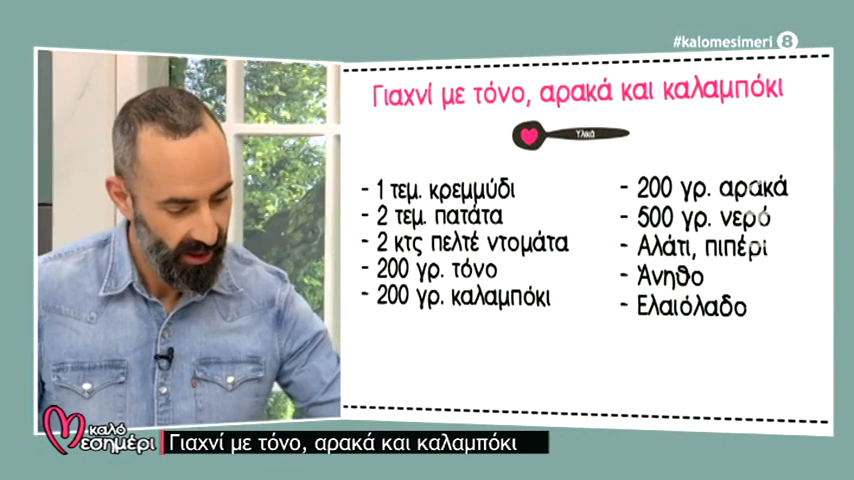 #kalomesimeri 8
Γιαχνί με τόνο, αρακά και καλαμπόκι
Υλικά
- 1 τεμ. κρεμμύδι
- 2 τεμ. πατάτα
- 2 κτς πελτέ ντομάτα
- 200 γρ. τόνο
- 200 γρ. καλαμπόκι
- 200 γρ. αρακά
- 500 γρ. νερό
- Αλάτι, πιπέρι
- Άνηθο
- Ελαιόλαδο
καλό
μεσημέρι
Γιαχνί με τόνο, αρακά και καλαμπόκι